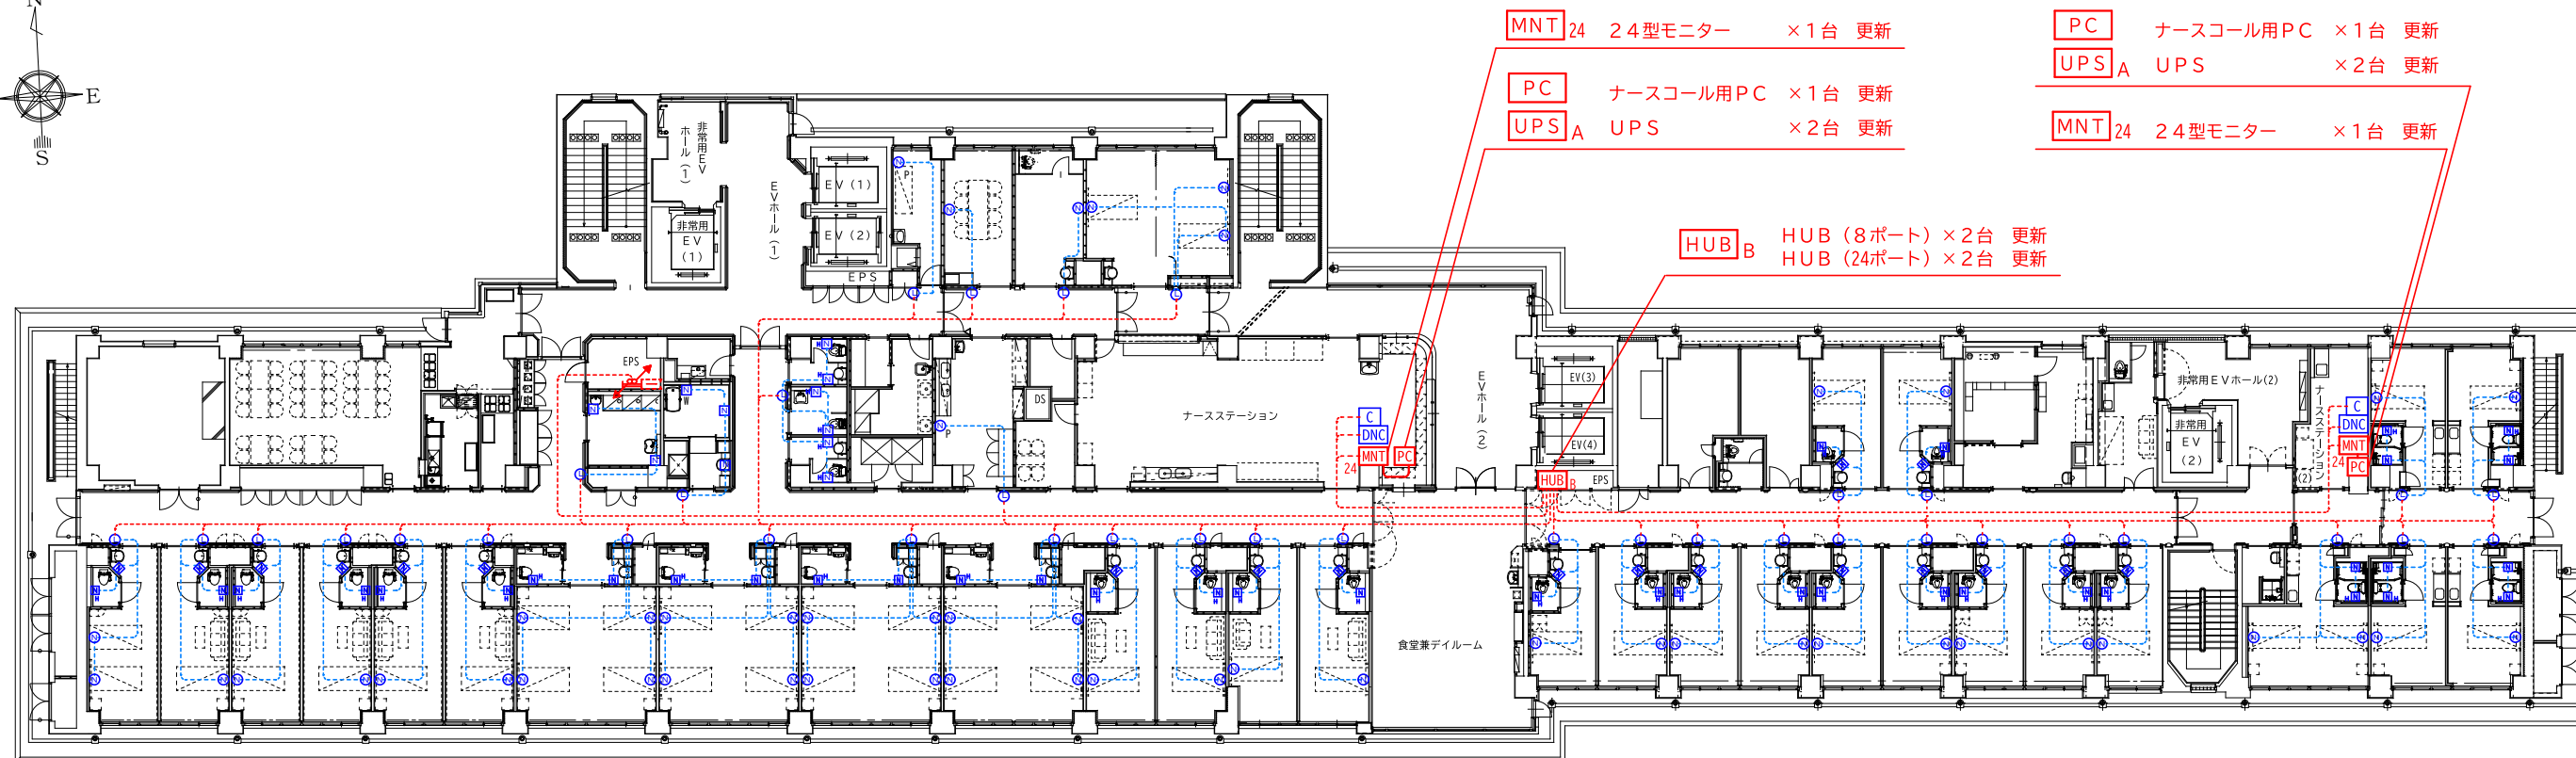 N
E
S
MNT 24 24型モニター ×1台 更新
PC ナースコール用PC ×1台 更新
UPS A UPS ×2台 更新
PC ナースコール用PC ×1台 更新
UPS A UPS ×2台 更新
MNT 24 24型モニター ×1台 更新
HUB B HUB（8ポート）×2台 更新
HUB（24ポート）×2台 更新
非常用EV
ホール（1）
EVホール（1）
非常用
EV
(1)
EV (1)
EV (2)
EPS
P
EPS
W
P
DS
ナースステーション
C
DNC
MNT
24
PC
EVホール（2）
EV(3)
EV(4)
HUB B
EPS
非常用EVホール(2)
非常用
EV
(2)
ナースステーション
(2)
C
DNC
MNT
24
PC
食堂兼デイルーム